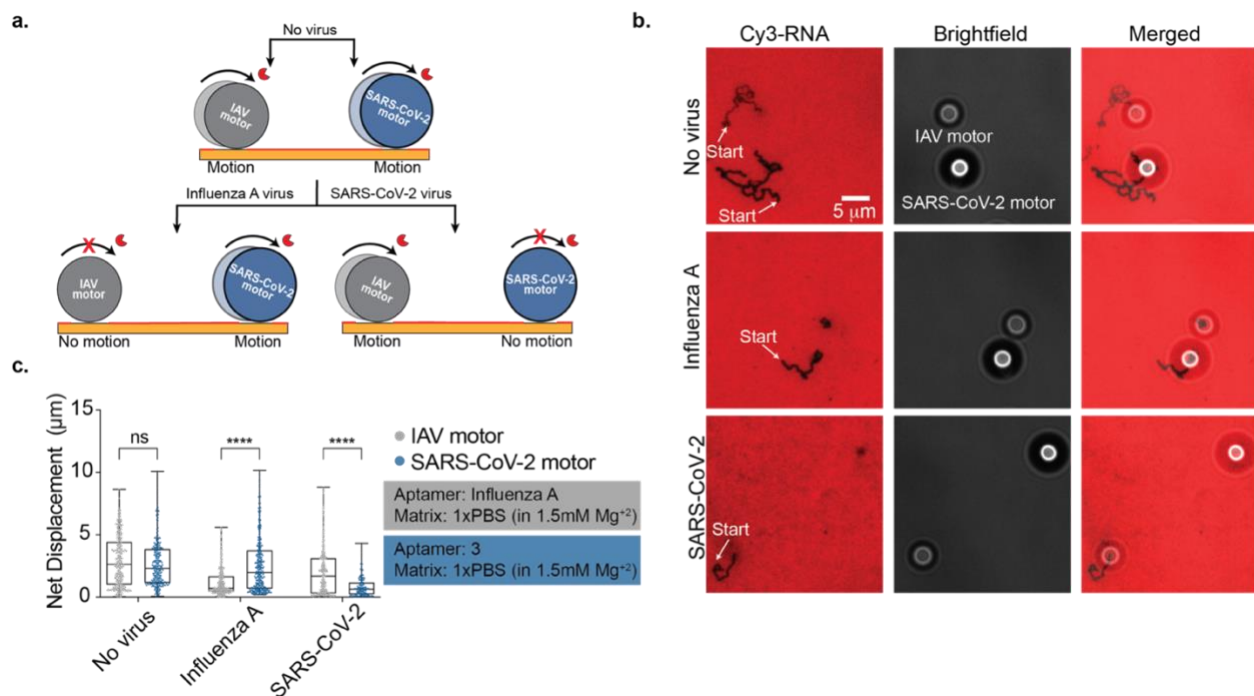 a.
No virus
IAV
motor
SARS-CoV-2
motor
Motion
Motion
Influenza A virus
SARS-CoV-2 virus
X
X
IAV
motor
SARS-CoV-2
motor
IAV
motor
SARS-CoV-2
motor
No motion
Motion
Motion
No motion
b.
Cy3-RNA
Brightfield
Merged
No virus
Start
Start
5 μm
IAV motor
SARS-CoV-2 motor
Influenza A
Start
SARS-CoV-2
Start
c.
Net Displacement (μm)
15
10
5
0
ns
****
****
No virus
Influenza A
SARS-CoV-2
IAV motor
SARS-CoV-2 motor
Aptamer: Influenza A
Matrix: 1xPBS (in 1.5mM Mg⁺²)
Aptamer: 3
Matrix: 1xPBS (in 1.5mM Mg⁺²)